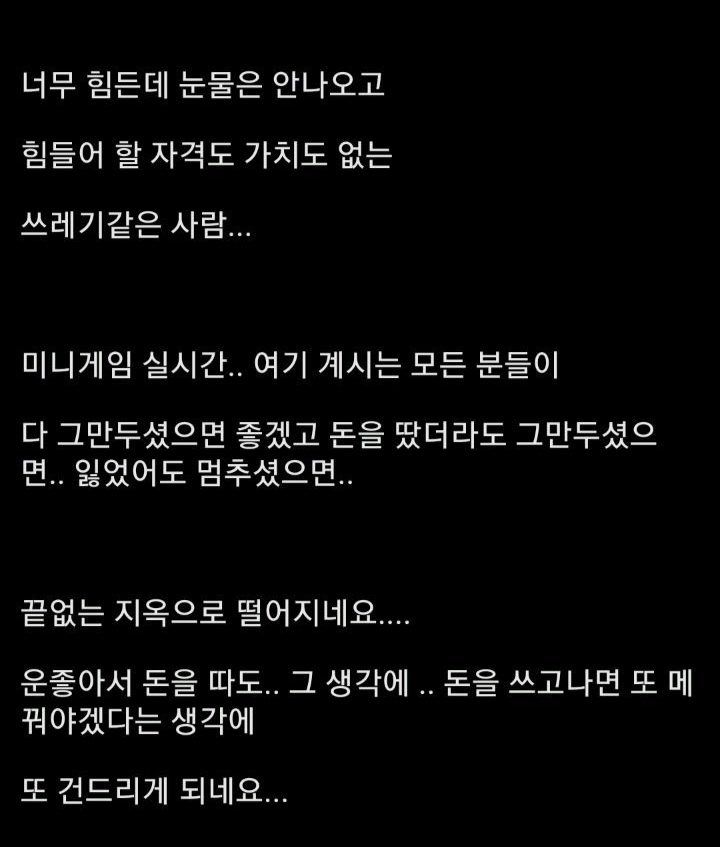 너무 힘든데 눈물은 안나오고
힘들어 할 자격도 가치도 없는
쓰레기같은 사람...
미니게임 실시간.. 여기 계시는 모든 분들이
다 그만두셨으면 좋겠고 돈을 땄더라도 그만두셨으
면.. 잃었어도 멈추셨으면..
끝없는 지옥으로 떨어지네요....
운좋아서 돈을 따도.. 그 생각에 .. 돈을 쓰고나면 또 메
꿔야겠다는 생각에
또 건드리게 되네요...